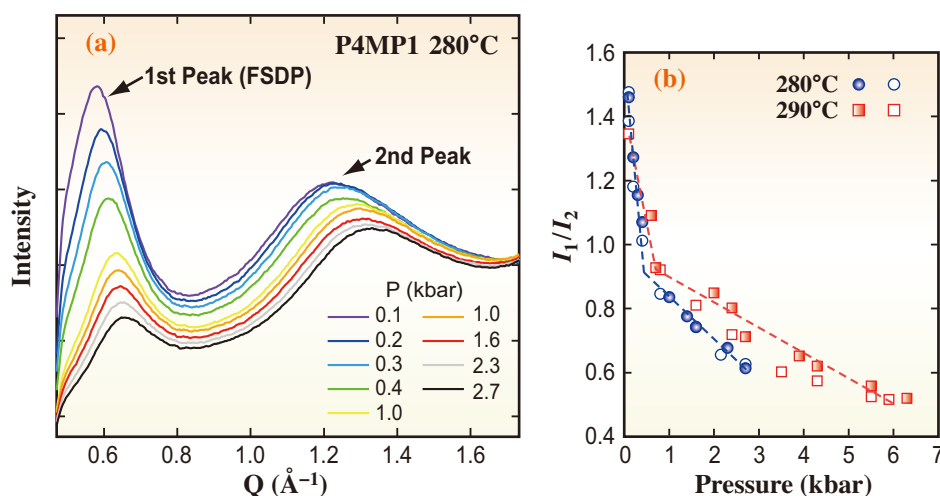 (a)
P4MP1 280°C
1st Peak (FSDP)
2nd Peak
Intensity
P (kbar)
0.1
1.0
0.2
1.6
0.3
2.3
0.4
2.7
1.0
0.6
0.8
1.0
1.2
1.4
1.6
Q (Å⁻¹)
(b)
280°C
290°C
I₁/I₂
1.6
1.4
1.2
1.0
0.8
0.6
0.4
0
1
2
3
4
5
6
7
Pressure (kbar)